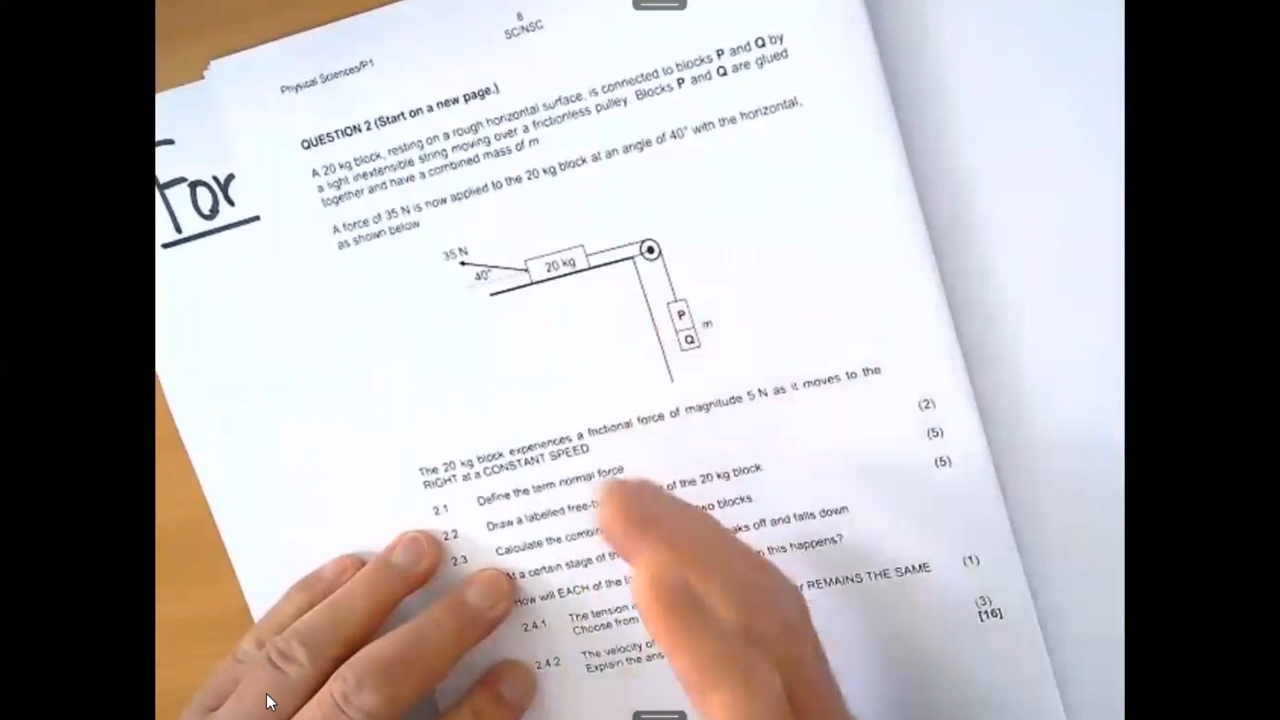 8
SC/NSC
Physical Sciences/P1
For
QUESTION 2 (Start on a new page.)
A 20 kg block, resting on a rough horizontal surface, is connected to blocks P and Q by
a light inextensible string moving over a frictionless pulley. Blocks P and Q are glued
together and have a combined mass of m
A force of 35 N is now applied to the 20 kg block at an angle of 40° with the horizontal,
as shown below
35 N
40°
20 kg
P
Q
m
The 20 kg block experiences a frictional force of magnitude 5 N as it moves to the
RIGHT at a CONSTANT SPEED
2.1 Define the term normal force (2)
2.2 Draw a labelled of the 20 kg block. (5)
2.3 Calculate the two blocks. (5)
At a certain stage of off and falls down
How will EACH of the this happens?
REMAINS THE SAME
2.4.1 The tension (1)
Choose from
2.4.2 The velocity of (3)
Explain the [16]